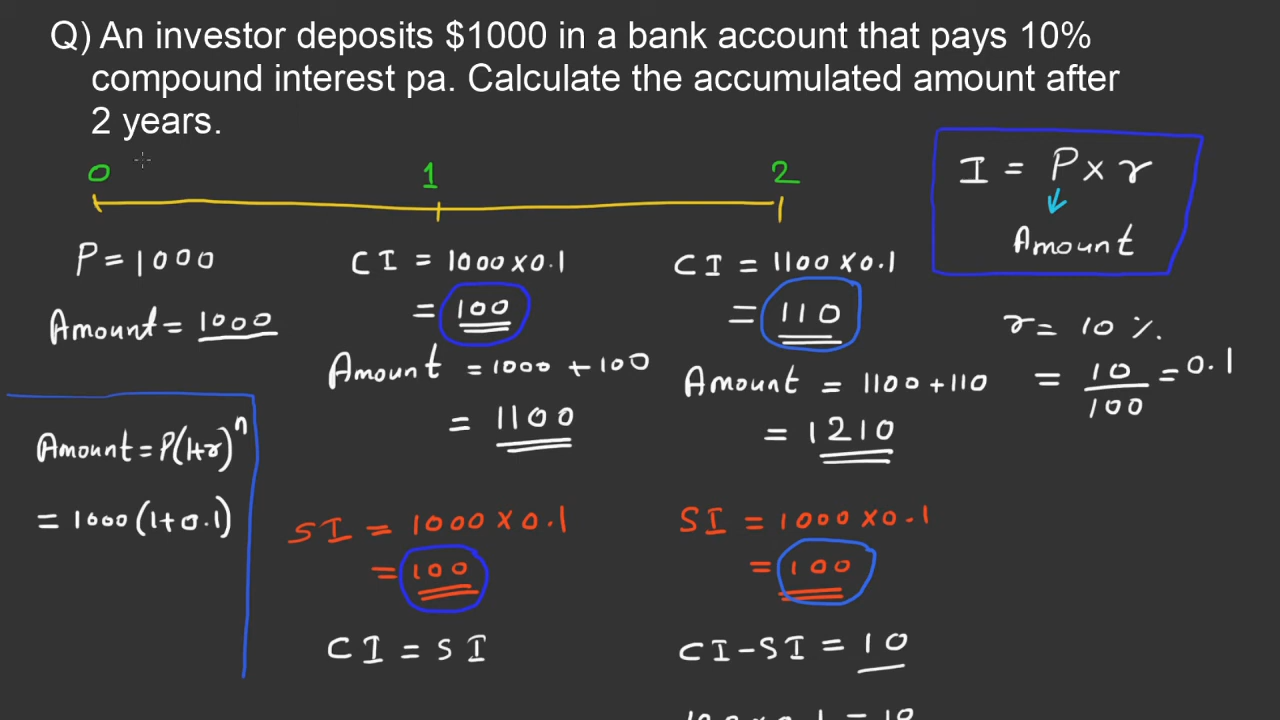 Q) An investor deposits $1000 in a bank account that pays 10%
compound interest pa. Calculate the accumulated amount after
2 years.
0 1 2
I = P x r
Amount
P = 1000
Amount = 1000
CI = 1000 x 0.1
= 100
Amount = 1000 + 100
= 1100
CI = 1100 x 0.1
= 110
Amount = 1100 + 110
= 1210
r = 10 %.
= 10/100 = 0.1
Amount = P(1+r)^n
= 1000 (1+0.1)
SI = 1000 x 0.1
= 100
CI = SI
SI = 1000 x 0.1
= 100
CI - SI = 10
= 10